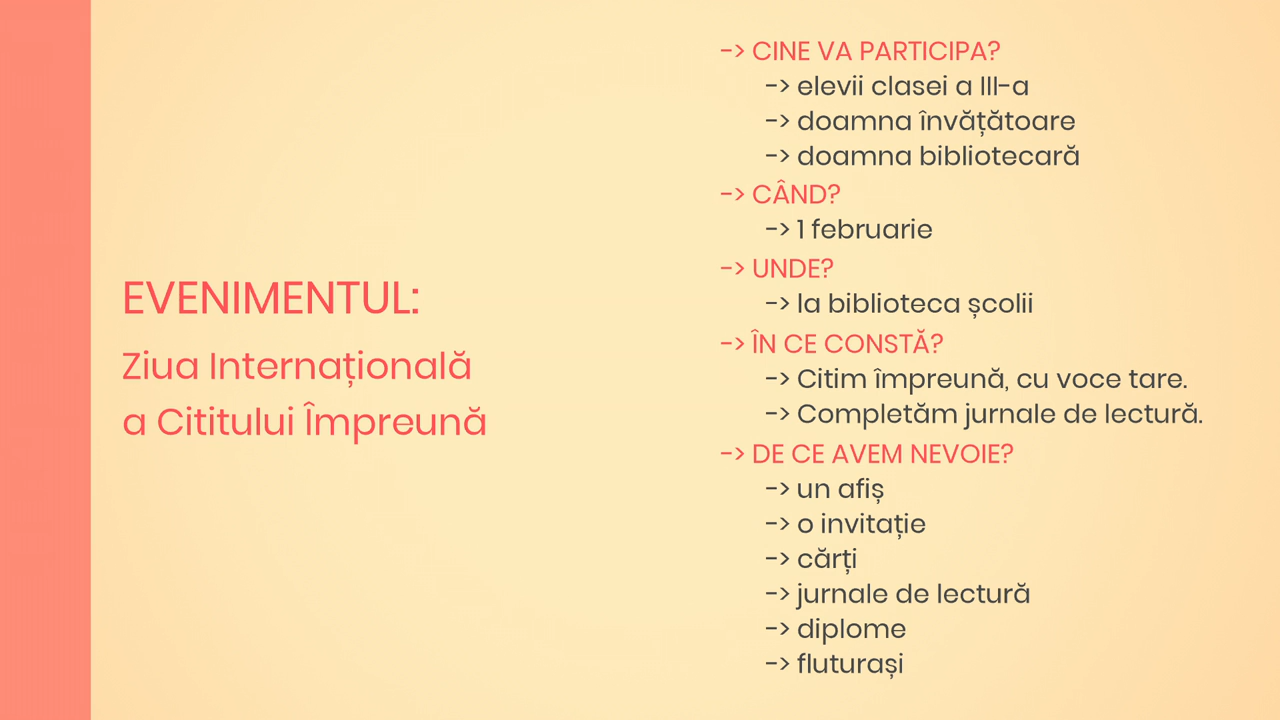 EVENIMENTUL:
Ziua Internațională
a Cititului Împreună
-> CINE VA PARTICIPA?
-> elevii clasei a III-a
-> doamna învățătoare
-> doamna bibliotecară
-> CÂND?
-> 1 februarie
-> UNDE?
-> la biblioteca școlii
-> ÎN CE CONSTĂ?
-> Citim împreună, cu voce tare.
-> Completăm jurnale de lectură.
-> DE CE AVEM NEVOIE?
-> un afiș
-> o invitație
-> cărți
-> jurnale de lectură
-> diplome
-> fluturași